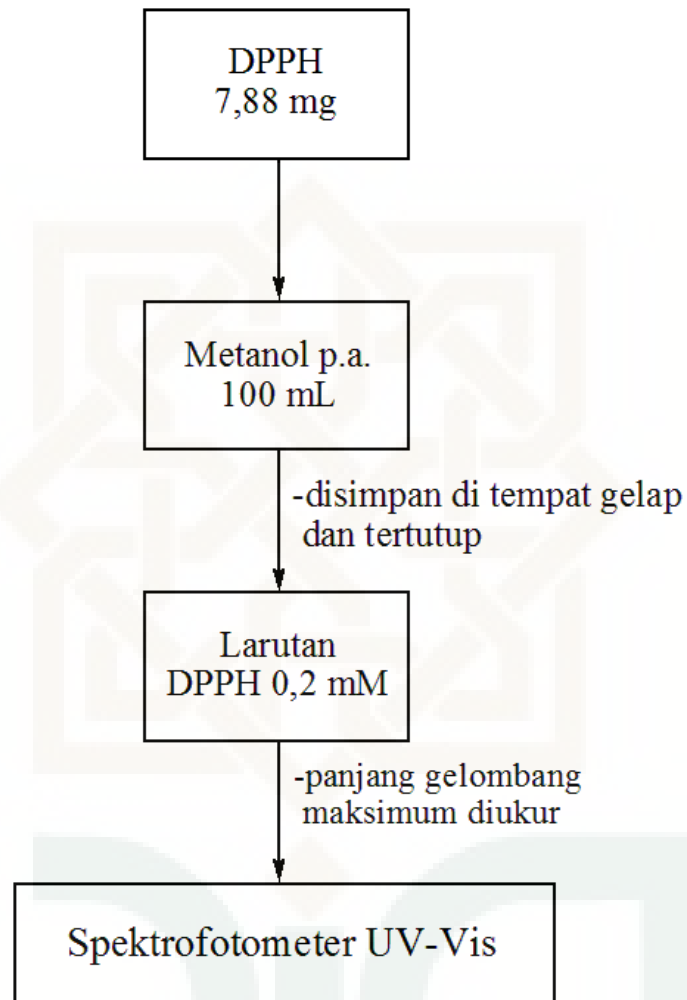 DPPH
7,88 mg
Metanol p.a.
100 mL
-disimpan di tempat gelap
dan tertutup
Larutan
DPPH 0,2 mM
-panjang gelombang
maksimum diukur
Spektrofotometer UV-Vis